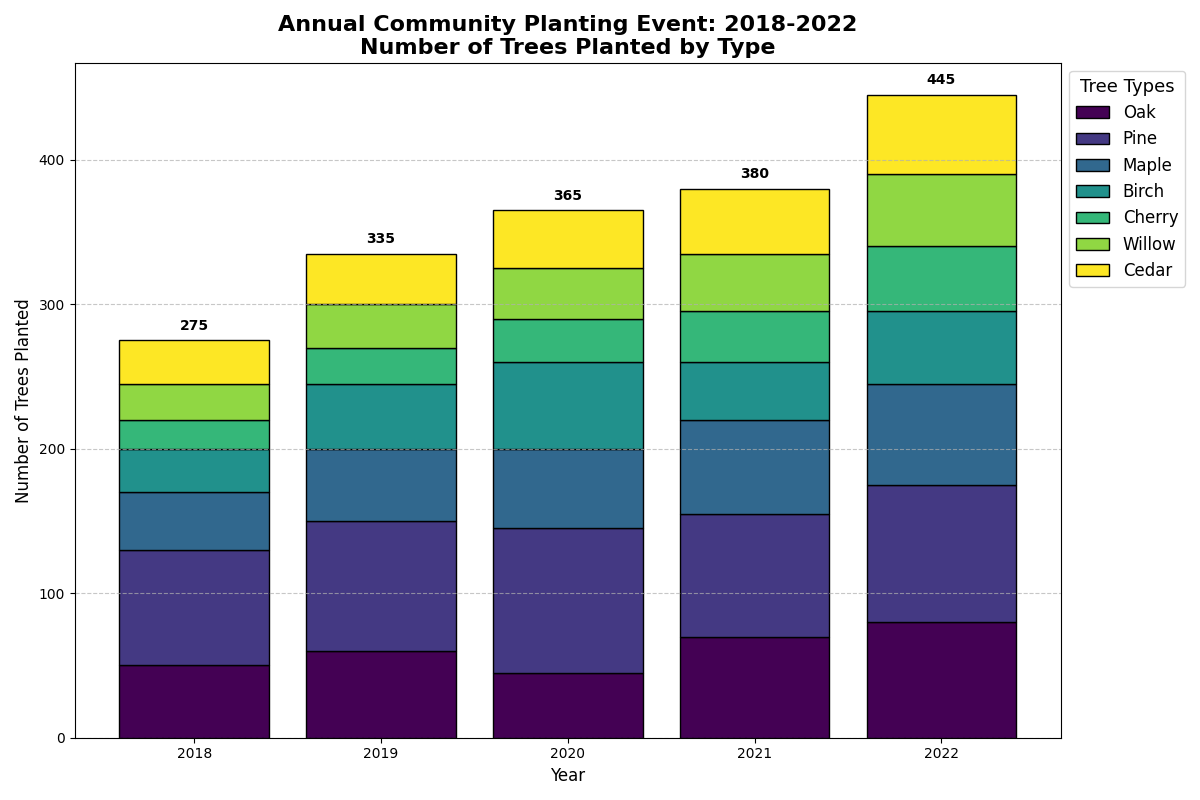 Annual Community Planting Event: 2018-2022
Number of Trees Planted by Type
Number of Trees Planted
400
300
200
100
0
275
335
365
380
445
2018
2019
2020
2021
2022
Year
Tree Types
Oak
Pine
Maple
Birch
Cherry
Willow
Cedar